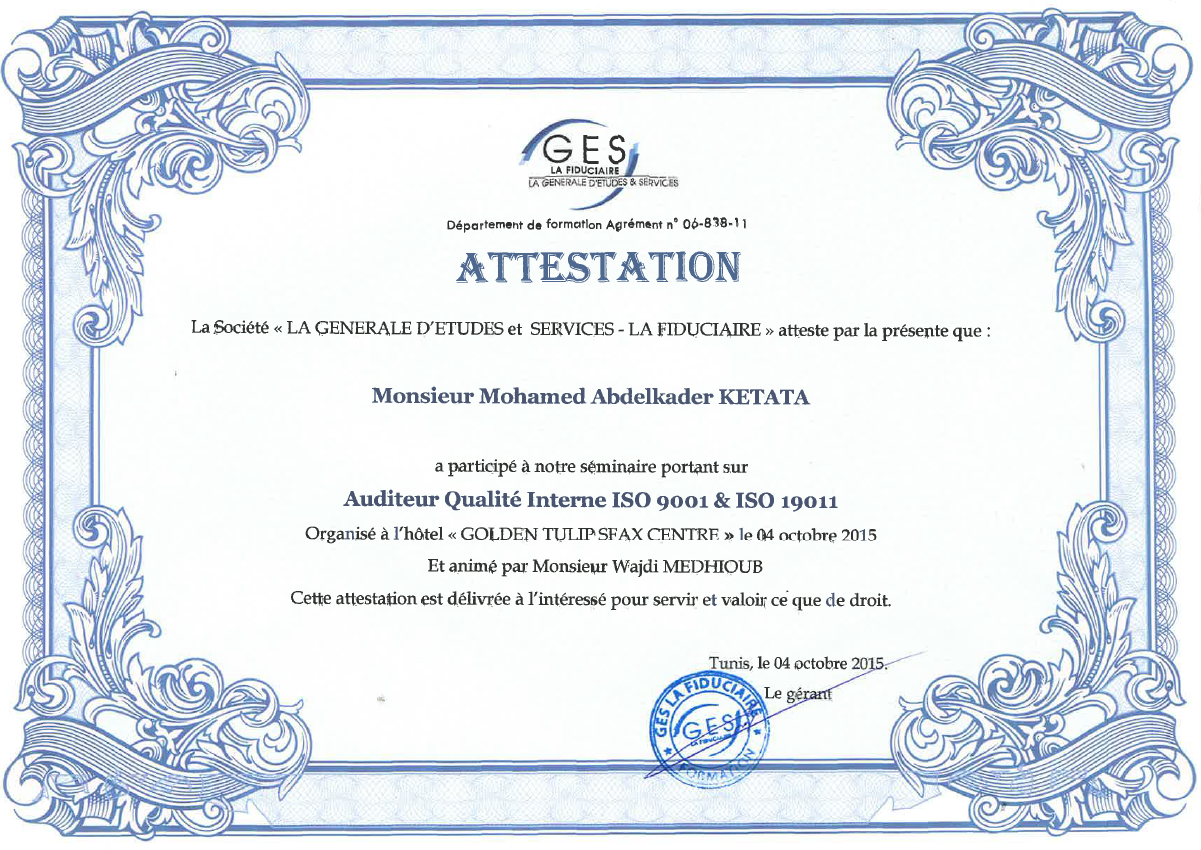 GES
LA FIDUCIAIRE
LA GENERALE D'ETUDES & SERVICES
Département de formation Agrément n° 06-838-11
ATTESTATION
La Société « LA GENERALE D'ETUDES et SERVICES - LA FIDUCIAIRE » atteste par la présente que :
Monsieur Mohamed Abdelkader KETATA
a participé à notre séminaire portant sur
Auditeur Qualité Interne ISO 9001 & ISO 19011
Organisé à l'hôtel « GOLDEN TULIP SFAX CENTRE » le 04 octobre 2015
Et animé par Monsieur Wajdi MEDHIOUB
Cette attestation est délivrée à l'intéressé pour servir et valoir ce que de droit.
Tunis, le 04 octobre 2015.
Le gérant
GES LA FIDUCIAIRE
GES
LA FIDUCIAIRE
FORMATION